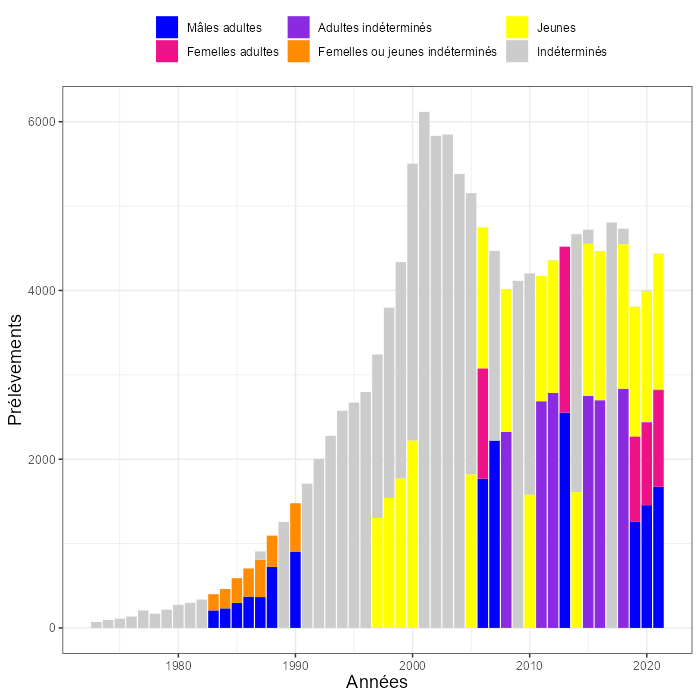 Mâles adultes Adultes indéterminés Jeunes
Femelles adultes Femelles ou jeunes indéterminés Indéterminés
Prélèvements
6000
4000
2000
0
1980 1990 2000 2010 2020
Années